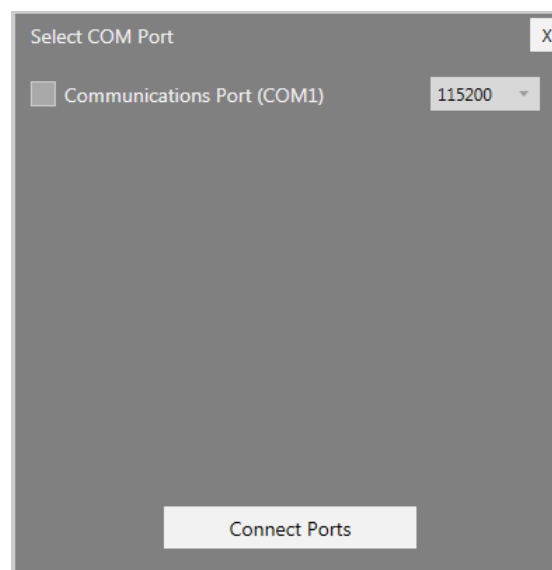 Select COM Port
X
Communications Port (COM1)
115200
Connect Ports